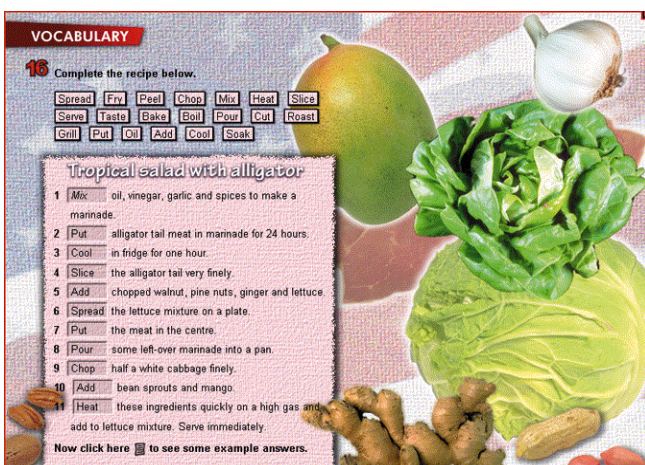 VOCABULARY
16 Complete the recipe below.
Spread Fry Peel Chop Mix Heat Slice
Serve Taste Bake Boil Pour Cut Roast
Grill Put Oil Add Cool Soak
Tropical salad with alligator
1 Mix oil, vinegar, garlic and spices to make a
marinade.
2 Put alligator tail meat in marinade for 24 hours.
3 Cool in fridge for one hour.
4 Slice the alligator tail very finely.
5 Add chopped walnut, pine nuts, ginger and lettuce.
6 Spread the lettuce mixture on a plate.
7 Put the meat in the centre.
8 Pour some left-over marinade into a pan.
9 Chop half a white cabbage finely.
10 Add bean sprouts and mango.
11 Heat these ingredients quickly on a high gas and
add to lettuce mixture. Serve immediately.
Now click here to see some example answers.